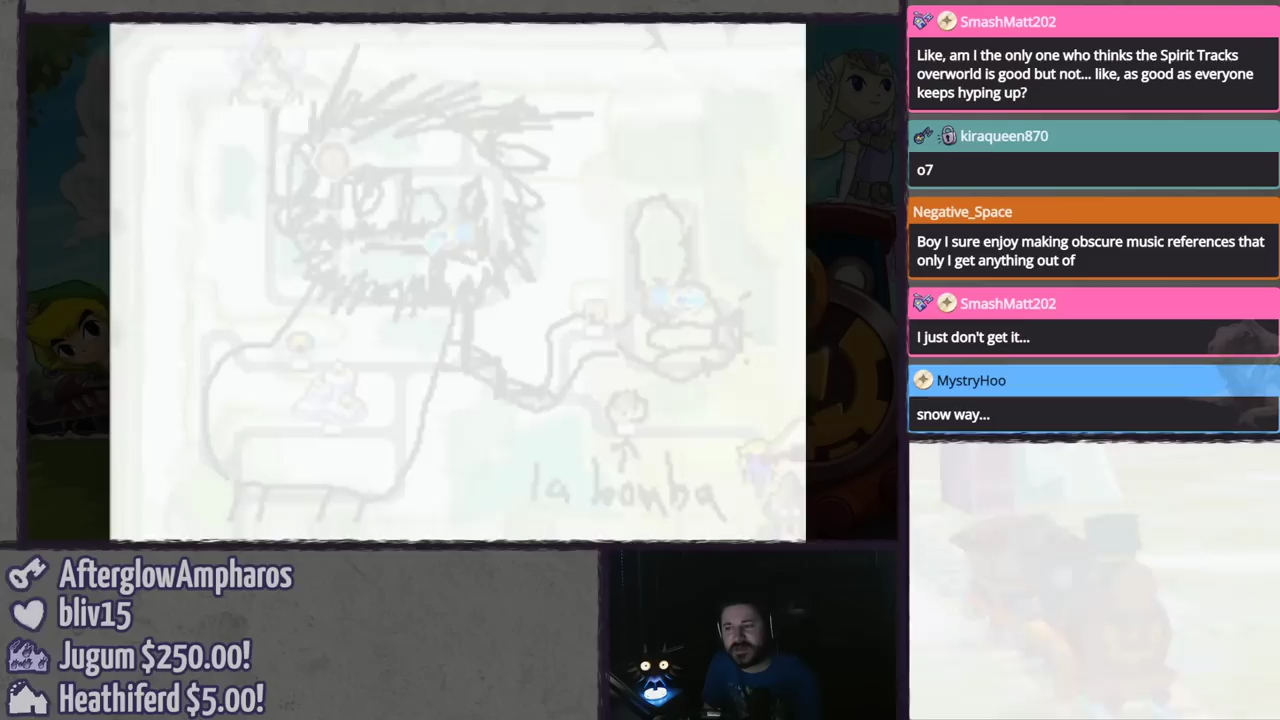 SmashMatt202
Like, am I the only one who thinks the Spirit Tracks
overworld is good but not... like, as good as everyone
keeps hyping up?
kiraqueen870
o7
Negative_Space
Boy I sure enjoy making obscure music references that
only I get anything out of
SmashMatt202
I just don't get it...
MystryHoo
snow way...
la bamba
AfterglowAmpharos
bliv15
Jugum $250.00!
Heathiferd $5.00!